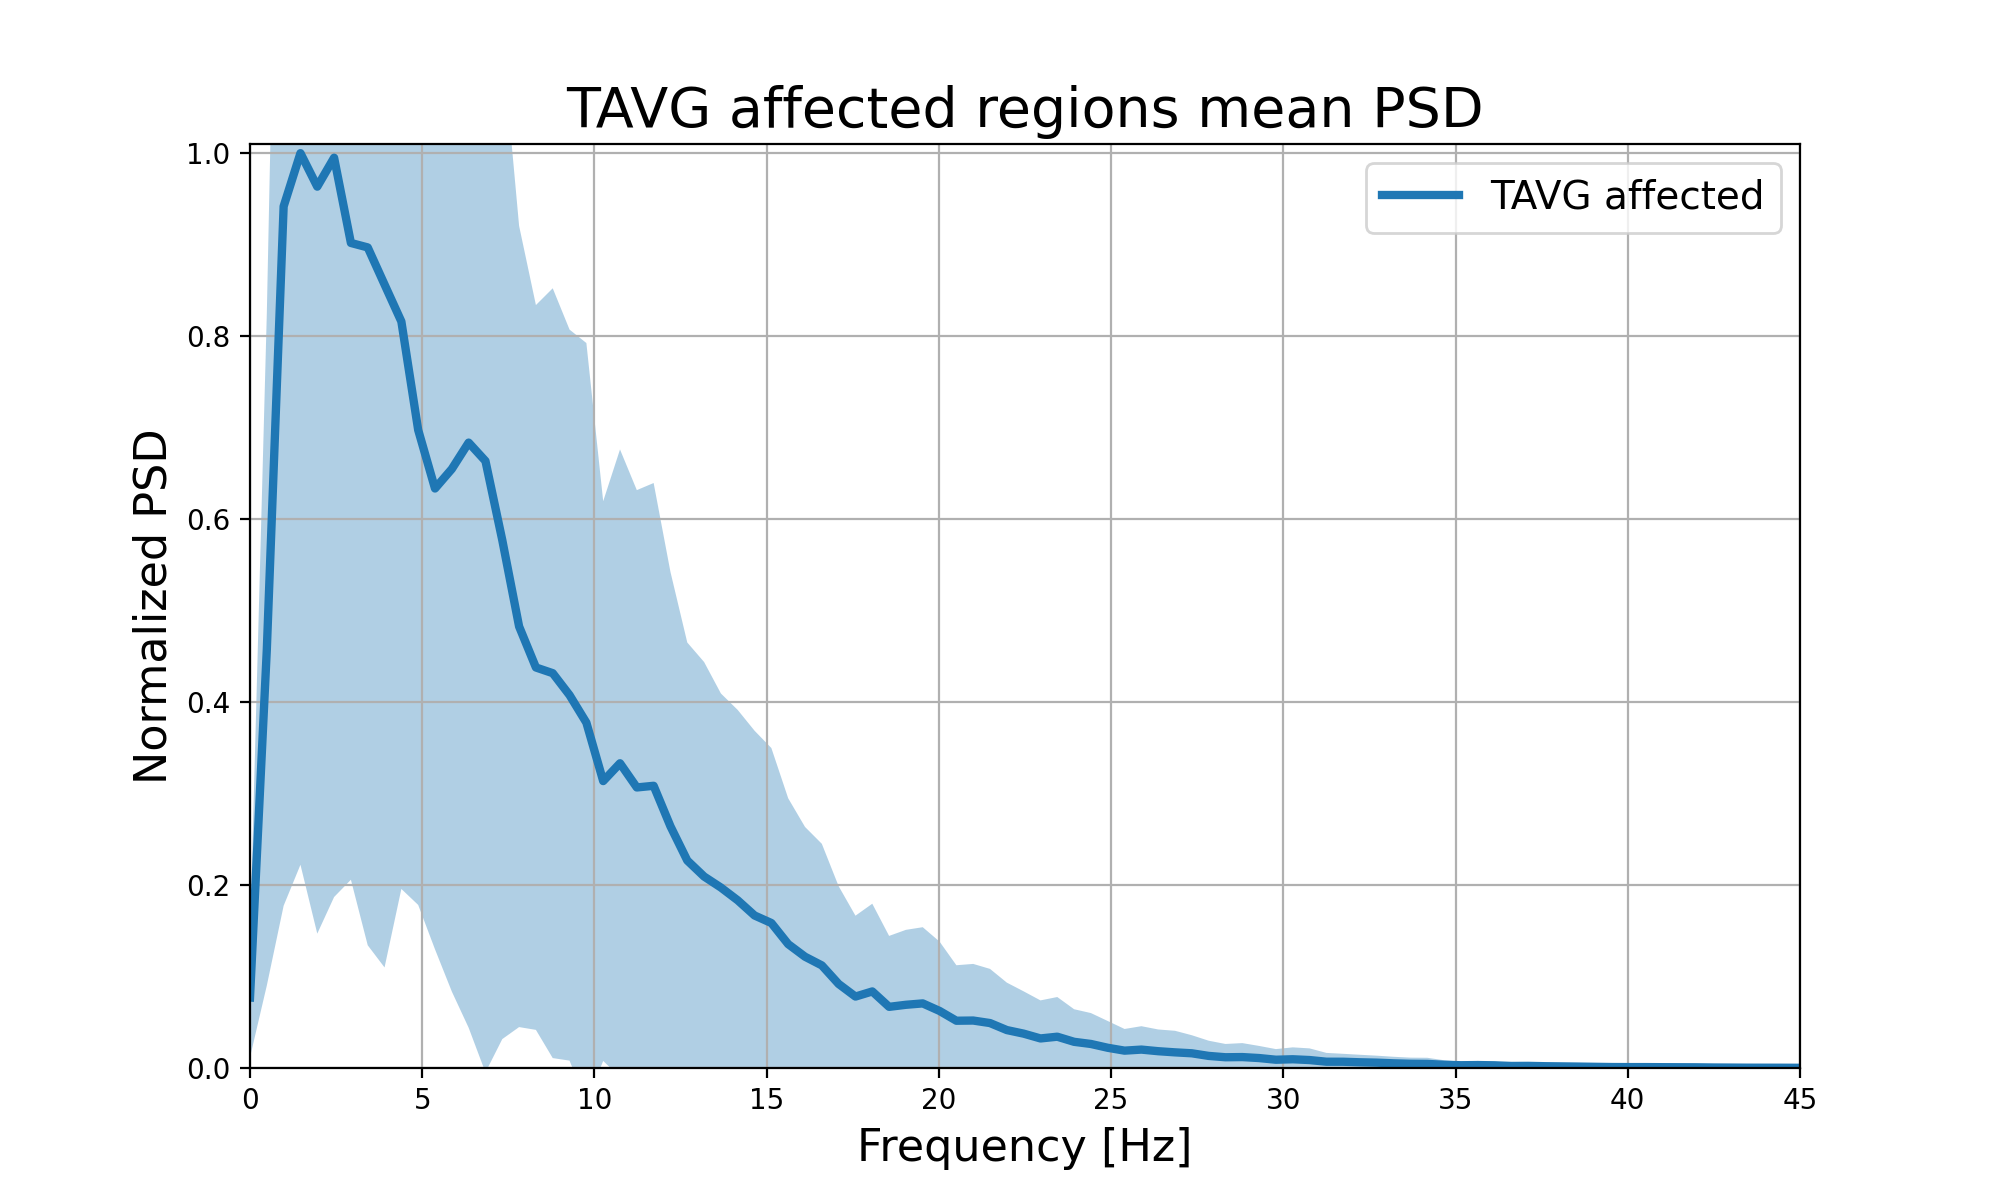 TAVG affected regions mean PSD
TAVG affected
Normalized PSD
1.0
0.8
0.6
0.4
0.2
0.0
0 5 10 15 20 25 30 35 40 45
Frequency [Hz]